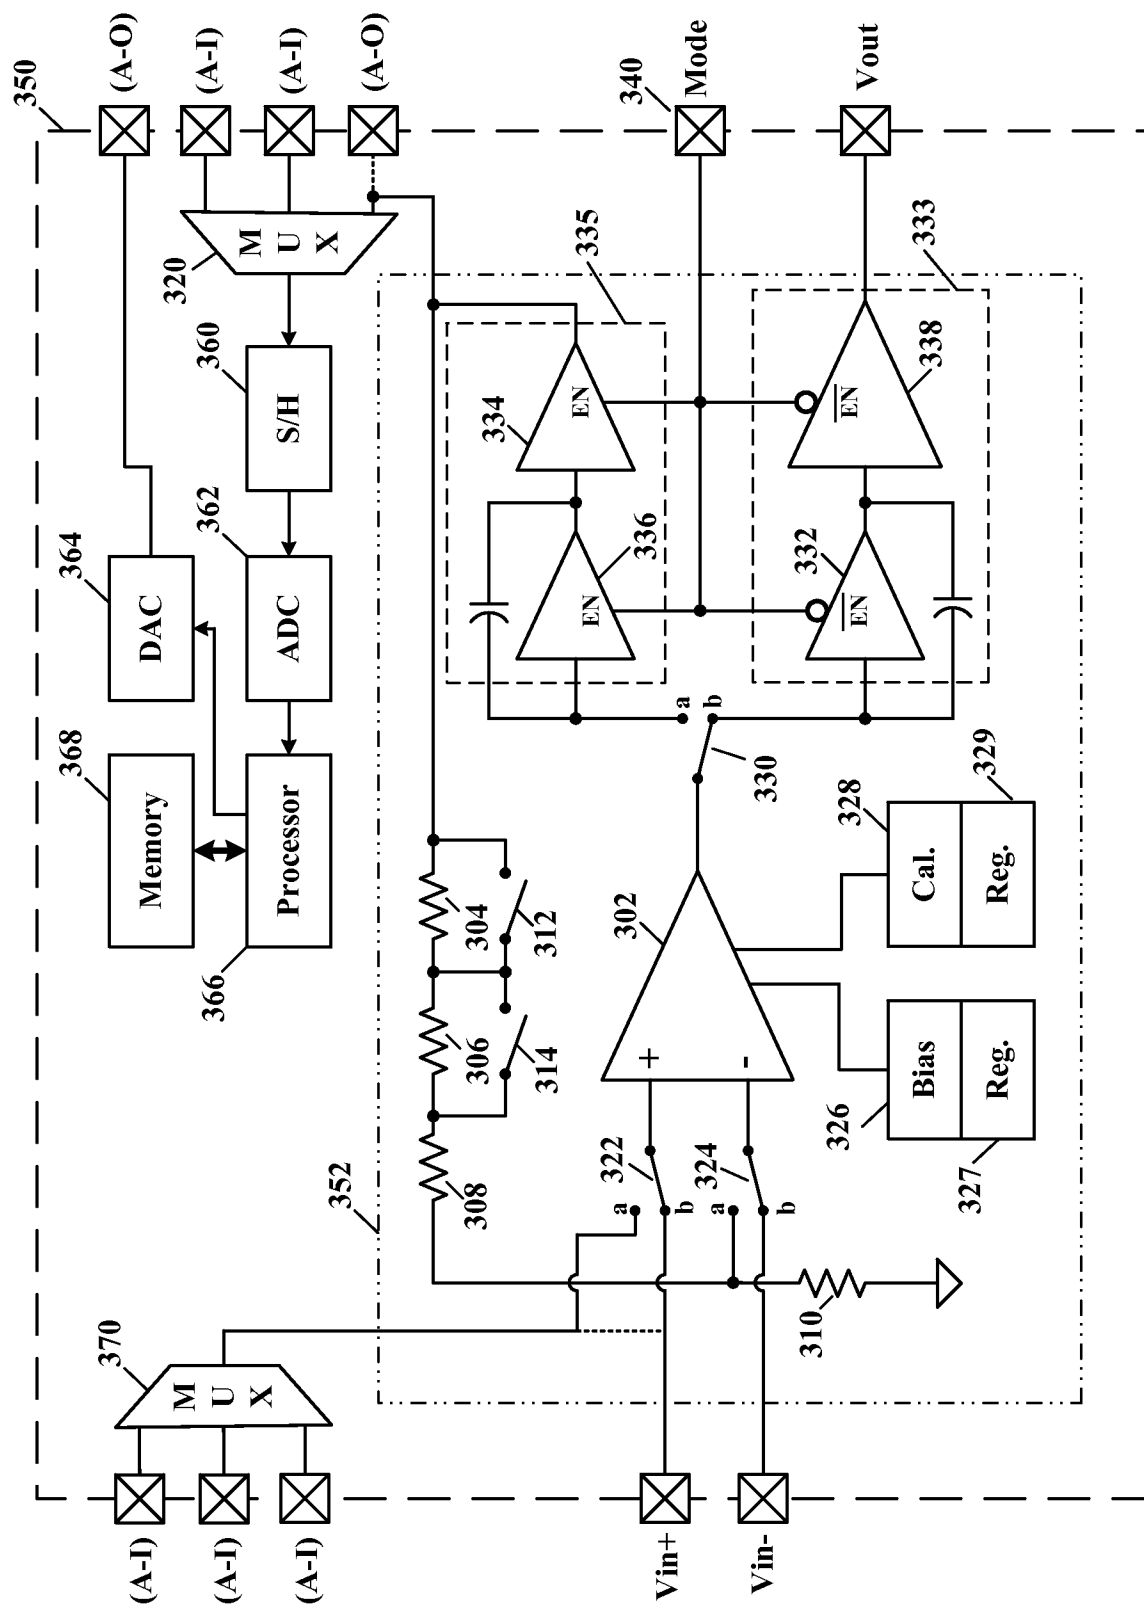 350
(A-O)
(A-I)
(A-I)
(A-O)
340
Mode
Vout
320
M
U
X
335
333
360
S/H
334
EN
338
EN
362
364
DAC
ADC
336
EN
332
EN
368
Memory
366
Processor
a
b
330
304
312
306
314
308
302
+
-
328
Cal.
329
Reg.
326
Bias
327
Reg.
352
322
a
b
324
a
b
310
370
M
U
X
(A-I)
(A-I)
(A-I)
Vin+
Vin-